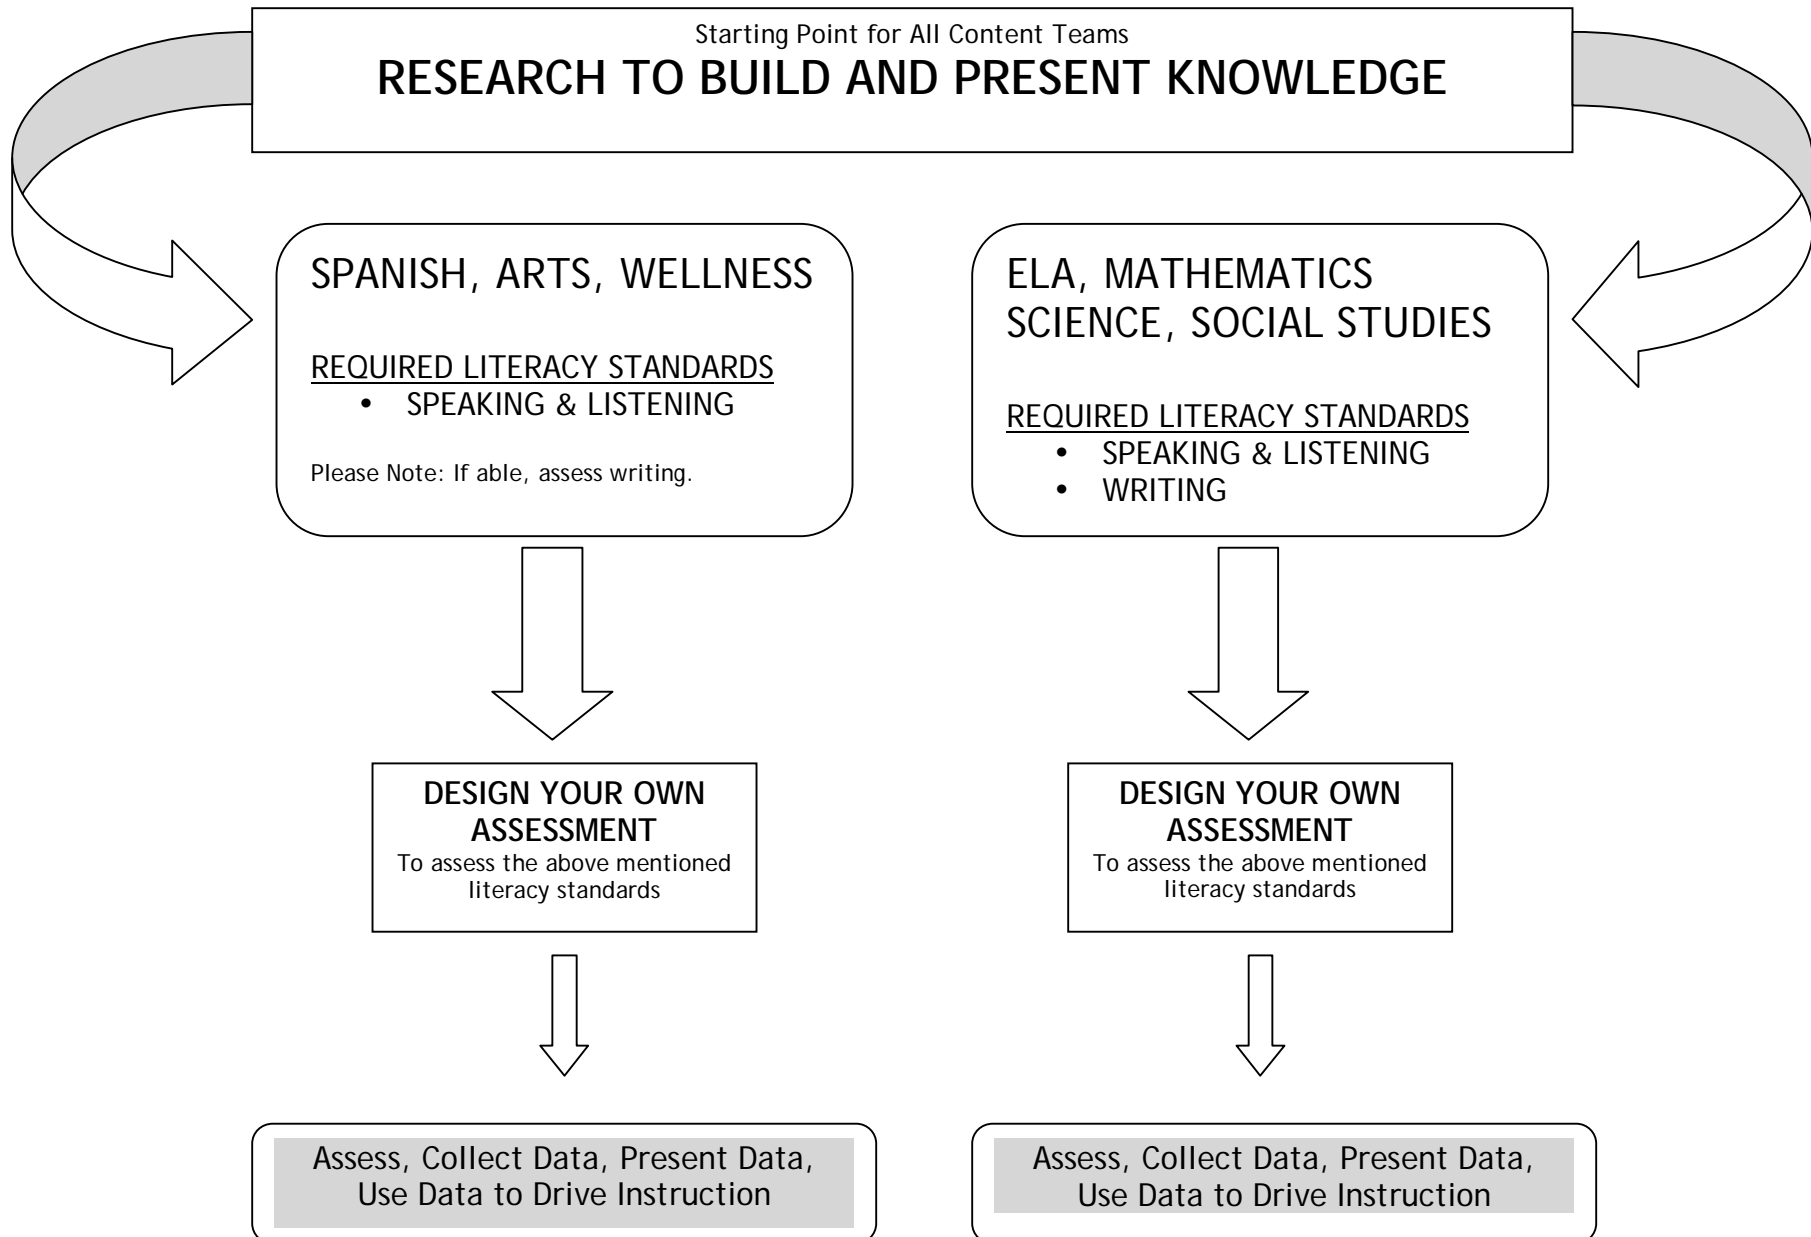 Starting Point for All Content Teams
RESEARCH TO BUILD AND PRESENT KNOWLEDGE
SPANISH, ARTS, WELLNESS
REQUIRED LITERACY STANDARDS
• SPEAKING & LISTENING
Please Note: If able, assess writing.
ELA, MATHEMATICS
SCIENCE, SOCIAL STUDIES
REQUIRED LITERACY STANDARDS
• SPEAKING & LISTENING
• WRITING
DESIGN YOUR OWN
ASSESSMENT
To assess the above mentioned
literacy standards
DESIGN YOUR OWN
ASSESSMENT
To assess the above mentioned
literacy standards
Assess, Collect Data, Present Data,
Use Data to Drive Instruction
Assess, Collect Data, Present Data,
Use Data to Drive Instruction